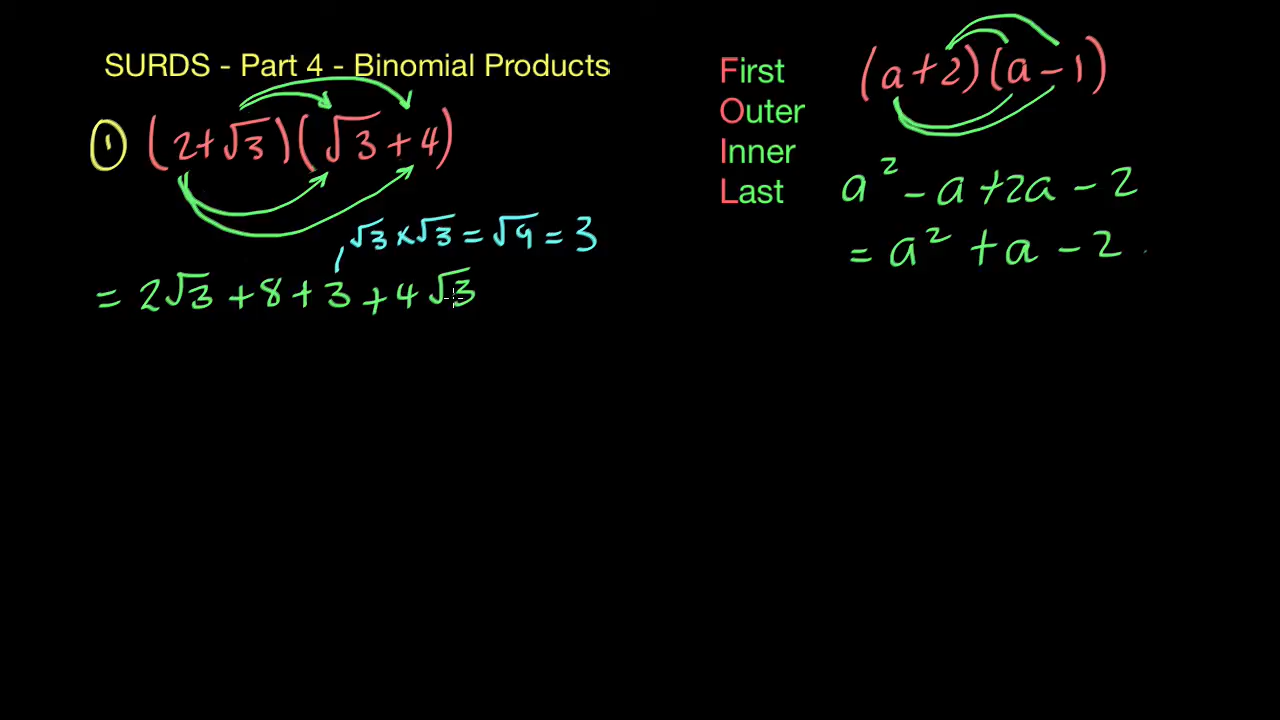 SURDS - Part 4 - Binomial Products
① (2+√3)(√3+4)
√3×√3=√9=3
= 2√3+8+3+4√3
First
Outer
Inner
Last
(a+2)(a-1)
a²-a+2a-2
= a²+a-2